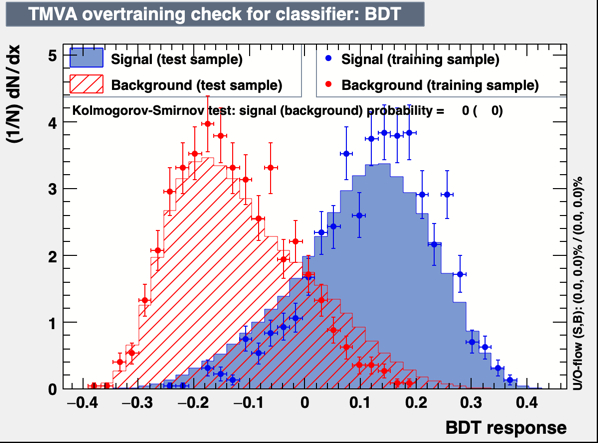 TMVA overtraining check for classifier: BDT
(1/N) dN / dx
Signal (test sample)
Background (test sample)
Signal (training sample)
Background (training sample)
Kolmogorov-Smirnov test: signal (background) probability = 0 ( 0)
5
4
3
2
1
0
−0.4 −0.3 −0.2 −0.1 0 0.1 0.2 0.3 0.4
BDT response
U/O-flow (S,B): (0.0, 0.0)% / (0.0, 0.0)%